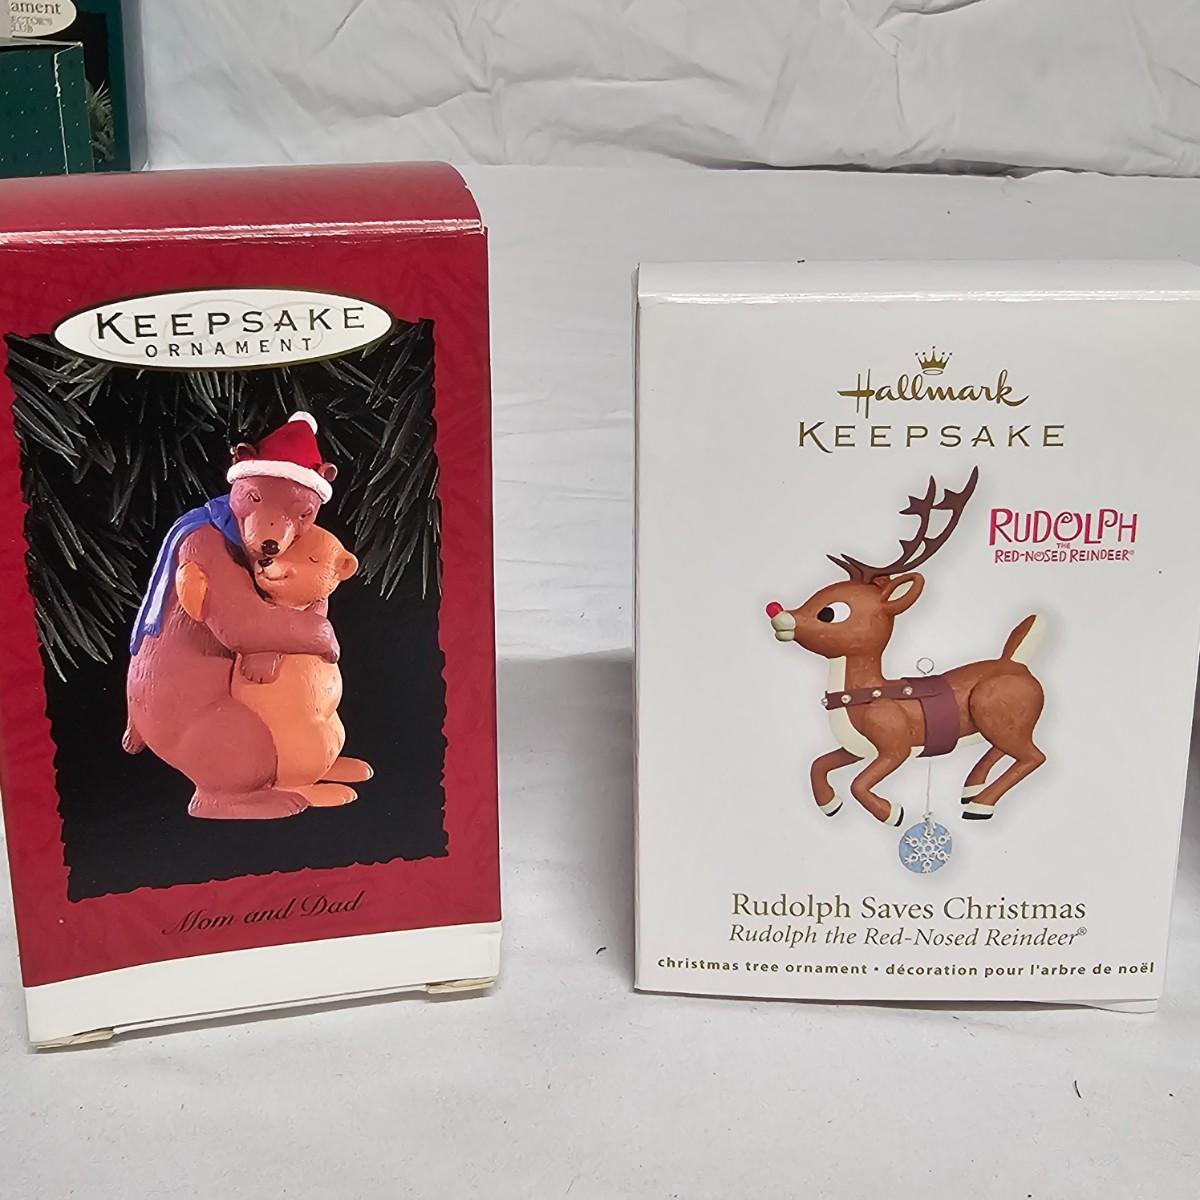 ament
CLUB
KEEPSAKE
ORNAMENT
Mom and Dad
Hallmark
KEEPSAKE
RUDOLPH
THE
RED-NOSED REINDEER®
Rudolph Saves Christmas
Rudolph the Red-Nosed Reindeer®
christmas tree ornament • décoration pour l'arbre de noël